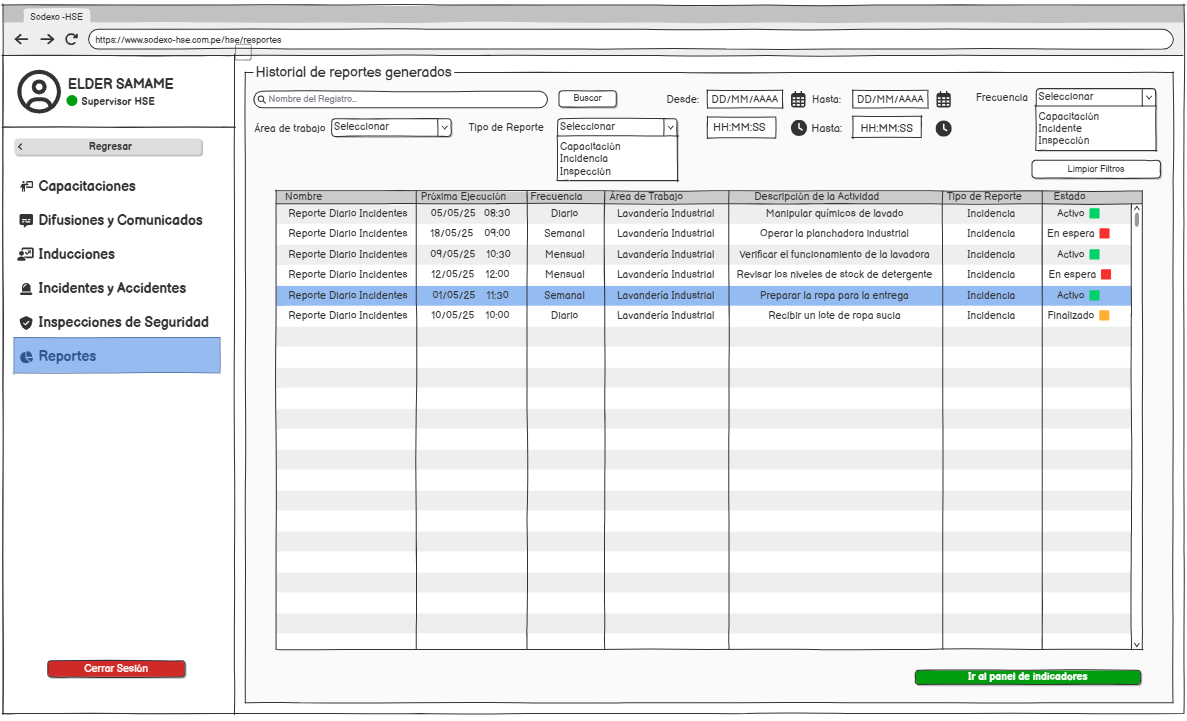 Sodexo -HSE
https://www.sodexo-hse.com.pe/hse/resportes
ELDER SAMAME
Supervisor HSE
Regresar
Capacitaciones
Difusiones y Comunicados
Inducciones
Incidentes y Accidentes
Inspecciones de Seguridad
Reportes
Cerrar Sesión
Historial de reportes generados
Nombre del Registro... Buscar Desde: DD/MM/AAAA Hasta: DD/MM/AAAA Frecuencia Seleccionar
Área de trabajo Seleccionar Tipo de Reporte Seleccionar HH:MM:SS Hasta: HH:MM:SS
Capacitación
Incidencia
Inspección
Capacitación
Incidente
Inspección
Limpiar Filtros
Nombre Próxima Ejecución Frecuencia Área de Trabajo Descripción de la Actividad Tipo de Reporte Estado
Reporte Diario Incidentes 05/05/25 08:30 Diario Lavandería Industrial Manipular químicos de lavado Incidencia Activo
Reporte Diario Incidentes 18/05/25 09:00 Semanal Lavandería Industrial Operar la planchadora industrial Incidencia En espera
Reporte Diario Incidentes 09/05/25 10:30 Mensual Lavandería Industrial Verificar el funcionamiento de la lavadora Incidencia Activo
Reporte Diario Incidentes 12/05/25 12:00 Mensual Lavandería Industrial Revisar los niveles de stock de detergente Incidencia En espera
Reporte Diario Incidentes 01/05/25 11:30 Semanal Lavandería Industrial Preparar la ropa para la entrega Incidencia Activo
Reporte Diario Incidentes 10/05/25 10:00 Diario Lavandería Industrial Recibir un lote de ropa sucia Incidencia Finalizado
Ir al panel de indicadores